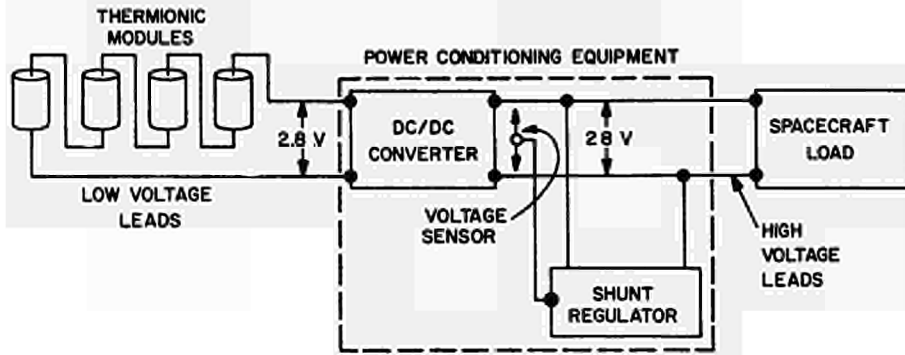 THERMIONIC
MODULES
POWER CONDITIONING EQUIPMENT
2.8 V
DC/DC
CONVERTER
28 V
SPACECRAFT
LOAD
LOW VOLTAGE
LEADS
VOLTAGE
SENSOR
HIGH
VOLTAGE
LEADS
SHUNT
REGULATOR